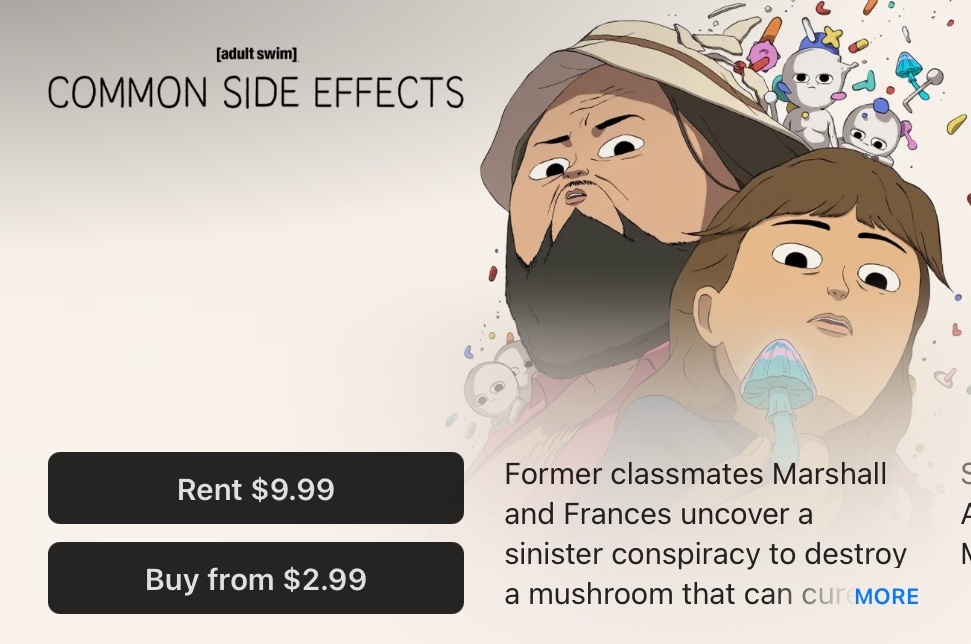 [adult swim]
COMMON SIDE EFFECTS
Rent $9.99
Buy from $2.99
Former classmates Marshall
and Frances uncover a
sinister conspiracy to destroy
a mushroom that can cure MORE
S
A
M